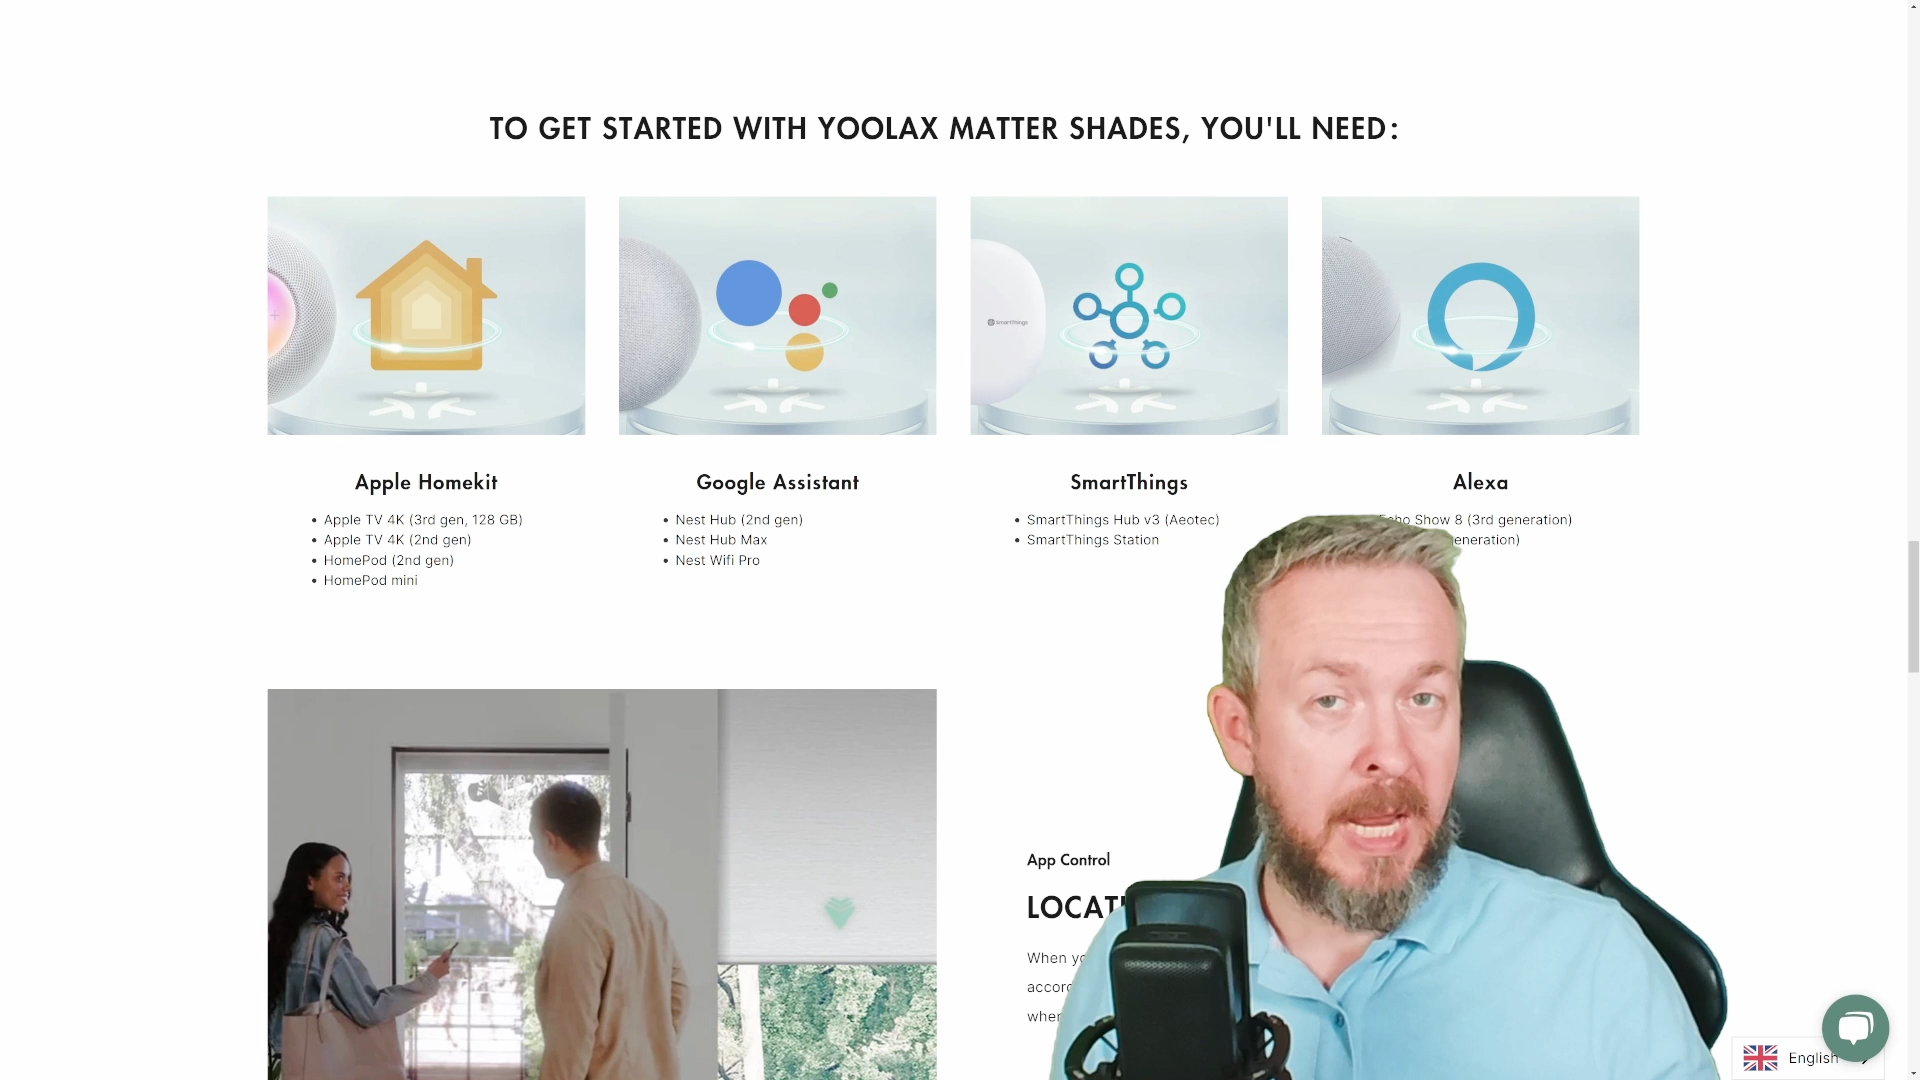 TO GET STARTED WITH YOOLAX MATTER SHADES, YOU'LL NEED:
SmartThings
Apple Homekit
• Apple TV 4K (3rd gen, 128 GB)
• Apple TV 4K (2nd gen)
• HomePod (2nd gen)
• HomePod mini
Google Assistant
• Nest Hub (2nd gen)
• Nest Hub Max
• Nest Wifi Pro
SmartThings
• SmartThings Hub v3 (Aeotec)
• SmartThings Station
Alexa
Show 8 (3rd generation)
App Control
When
English